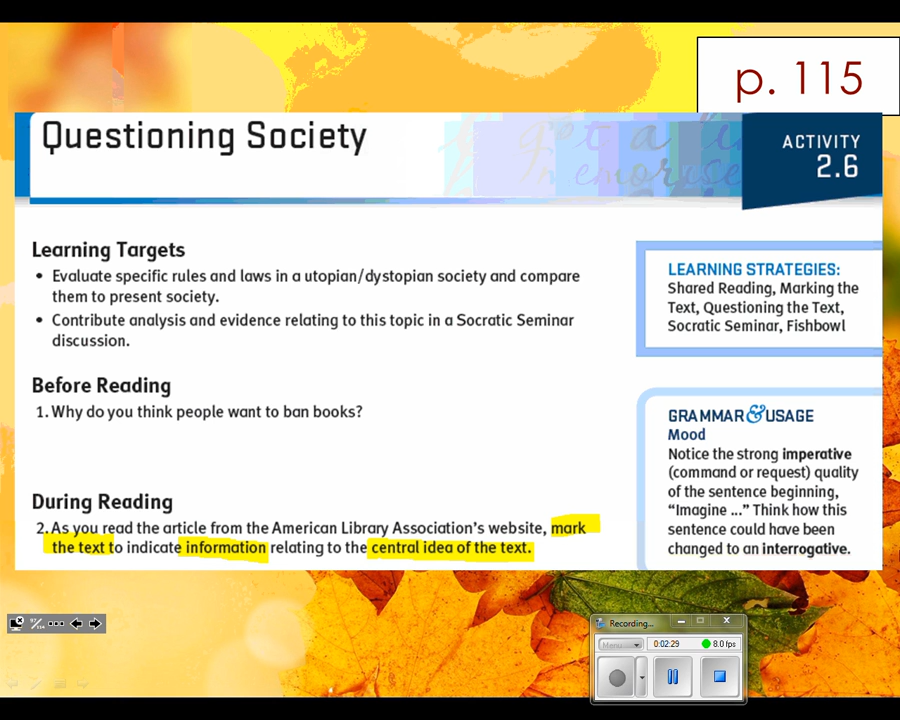 p. 115
Questioning Society
ACTIVITY
2.6
Learning Targets
• Evaluate specific rules and laws in a utopian/dystopian society and compare
them to present society.
• Contribute analysis and evidence relating to this topic in a Socratic Seminar
discussion.
Before Reading
1. Why do you think people want to ban books?
During Reading
2. As you read the article from the American Library Association's website, mark
the text to indicate information relating to the central idea of the text.
LEARNING STRATEGIES:
Shared Reading, Marking the
Text, Questioning the Text,
Socratic Seminar, Fishbowl
GRAMMAR & USAGE
Mood
Notice the strong imperative
(command or request) quality
of the sentence beginning,
“Imagine ...” Think how this
sentence could have been
changed to an interrogative.
Recording...
Menu
0:02:29
8.0 fps